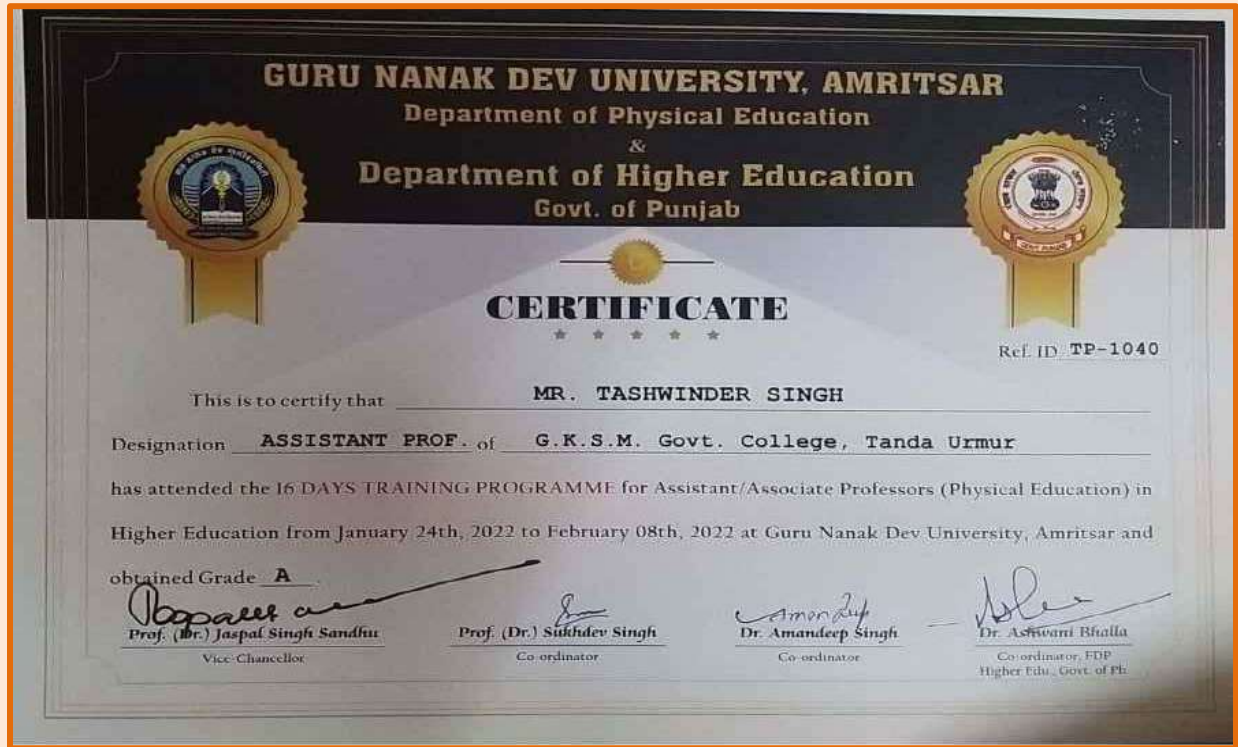 GURU NANAK DEV UNIVERSITY, AMRITSAR
Department of Physical Education
&
Department of Higher Education
Govt. of Punjab
GOVT. PUNJAB
CERTIFICATE
Ref. ID TP-1040
This is to certify that MR. TASHWINDER SINGH
Designation ASSISTANT PROF. of G.K.S.M. Govt. College, Tanda Urmur
has attended the 16 DAYS TRAINING PROGRAMME for Assistant/Associate Professors (Physical Education) in
Higher Education from January 24th, 2022 to February 08th, 2022 at Guru Nanak Dev University, Amritsar and
obtained Grade A.
Prof. (Dr.) Jaspal Singh Sandhu Prof. (Dr.) Sukhdev Singh Amandeep Dr. Amandeep Singh Dr. Ashwani Bhalla
Vice-Chancellor Co-ordinator Co-ordinator Co-ordinator, FDP
Higher Edu., Govt. of Pb.